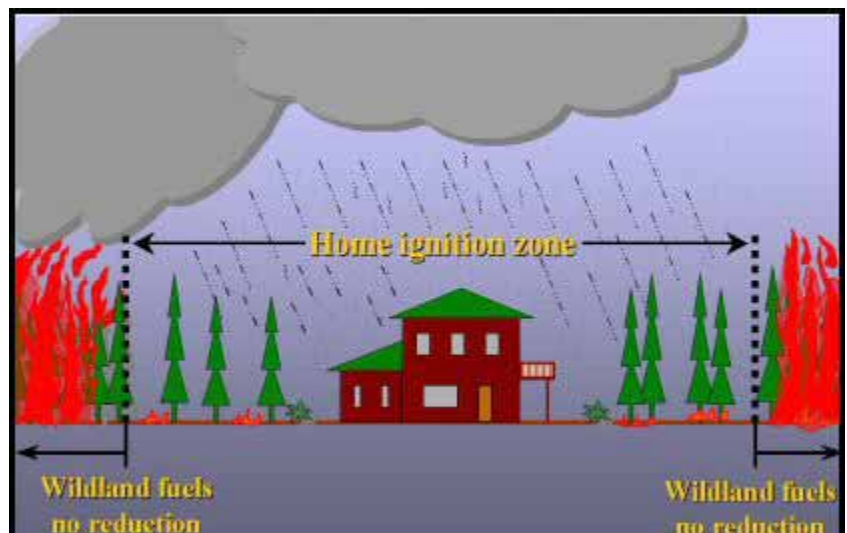 Home ignition zone
Wildland fuels
no reduction
Wildland fuels
no reduction